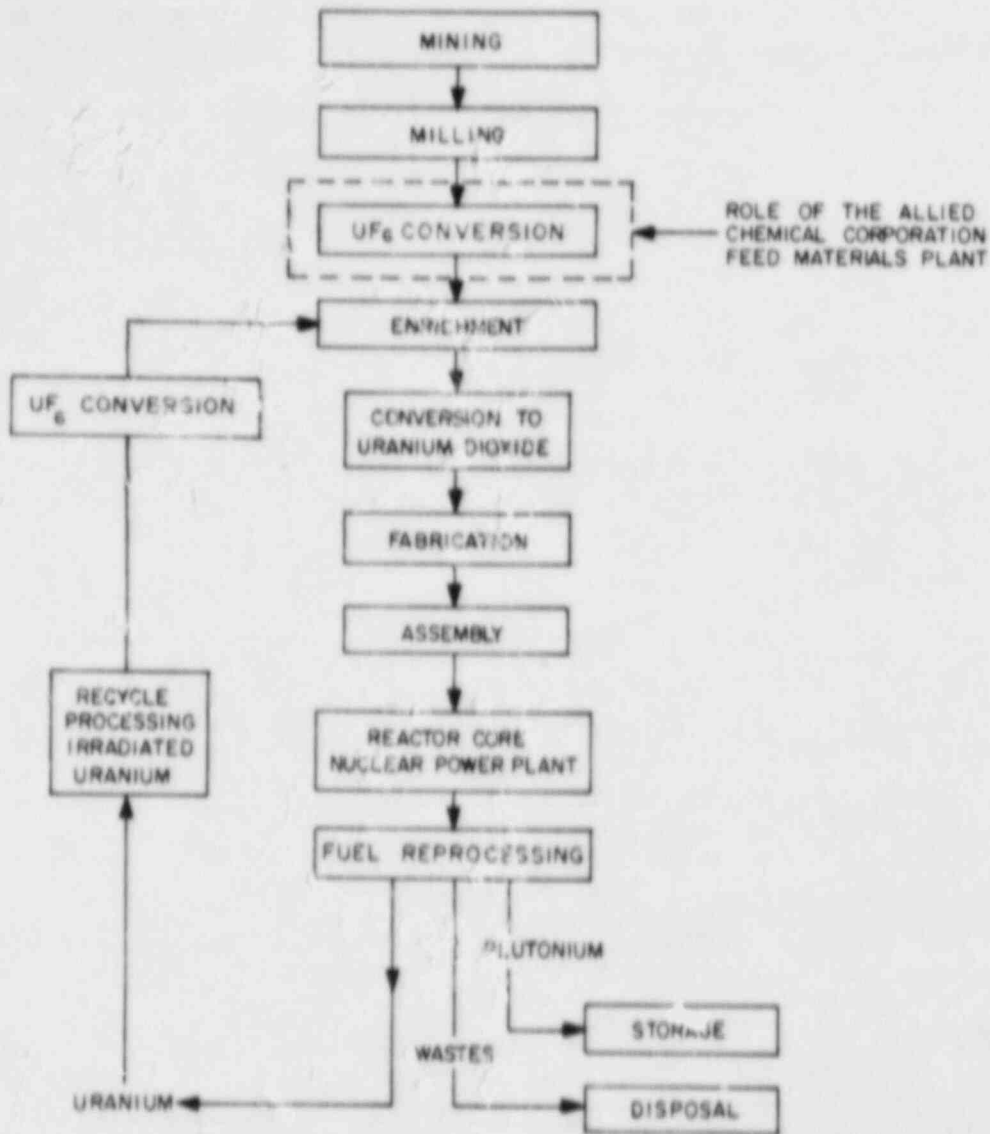 MINING
MILLING
UF₆ CONVERSION
ROLE OF THE ALLIED
CHEMICAL CORPORATION
FEED MATERIALS PLANT
ENRICHMENT
UF₆ CONVERSION
CONVERSION TO
URANIUM DIOXIDE
FABRICATION
ASSEMBLY
RECYCLE
PROCESSING
IRRADIATED
URANIUM
REACTOR CORE
NUCLEAR POWER PLANT
FUEL REPROCESSING
PLUTONIUM
STORAGE
WASTES
URANIUM
DISPOSAL